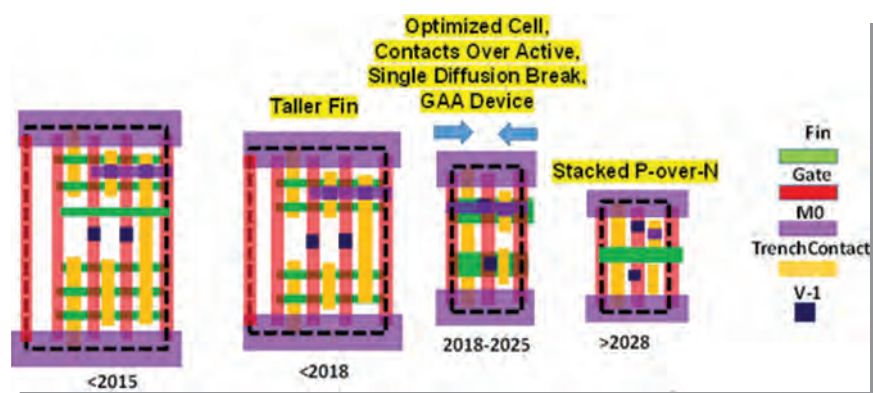 Optimized Cell,
Contacts Over Active,
Single Diffusion Break,
GAA Device
Taller Fin
Stacked P-over-N
<2015
<2018
2018-2025
>2028
Fin
Gate
M0
TrenchContact
V-1